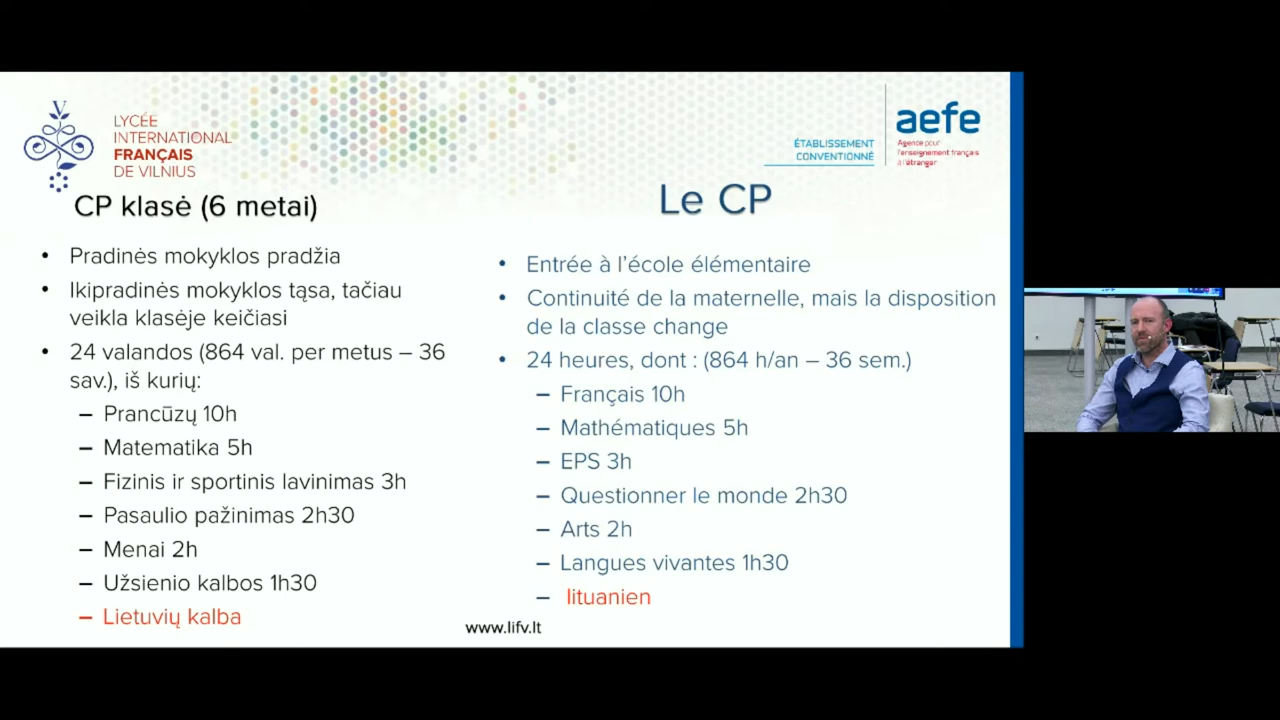 LYCÉE
INTERNATIONAL
FRANÇAIS
DE VILNIUS
ÉTABLISSEMENT
CONVENTIONNÉ
aefe
Agence pour
l'enseignement français
à l'étranger
CP klasė (6 metai)
• Pradinės mokyklos pradžia
• Ikipradinės mokyklos tąsa, tačiau
veikla klasėje keičiasi
• 24 valandos (864 val. per metus – 36
sav.), iš kurių:
– Prancūzų 10h
– Matematika 5h
– Fizinis ir sportinis lavinimas 3h
– Pasaulio pažinimas 2h30
– Menai 2h
– Užsienio kalbos 1h30
– Lietuvių kalba
Le CP
• Entrée à l'école élémentaire
• Continuité de la maternelle, mais la disposition
de la classe change
• 24 heures, dont : (864 h/an – 36 sem.)
– Français 10h
– Mathématiques 5h
– EPS 3h
– Questionner le monde 2h30
– Arts 2h
– Langues vivantes 1h30
– lituanien
www.lifv.lt